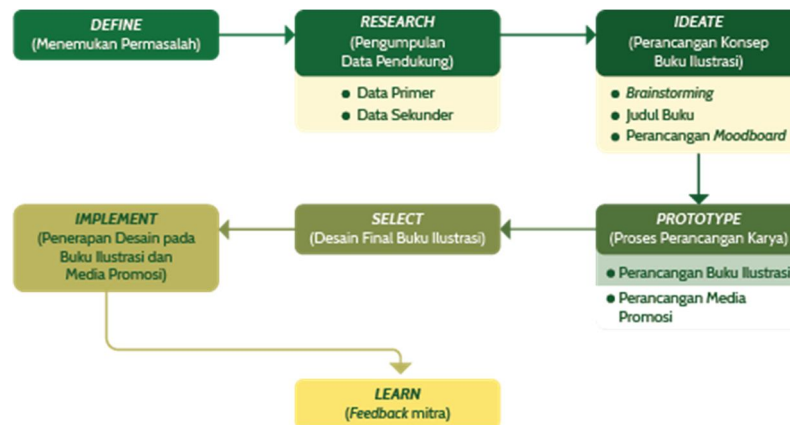 DEFINE
(Menemukan Permasalah)
RESEARCH
(Pengumpulan
Data Pendukung)
• Data Primer
• Data Sekunder
IDEATE
(Perancangan Konsep
Buku Ilustrasi)
• Brainstorming
• Judul Buku
• Perancangan Moodboard
PROTOTYPE
(Proses Perancangan Karya)
• Perancangan Buku Ilustrasi
• Perancangan Media
Promosi
SELECT
(Desain Final Buku Ilustrasi)
IMPLEMENT
(Penerapan Desain pada
Buku Ilustrasi dan
Media Promosi)
LEARN
(Feedback mitra)